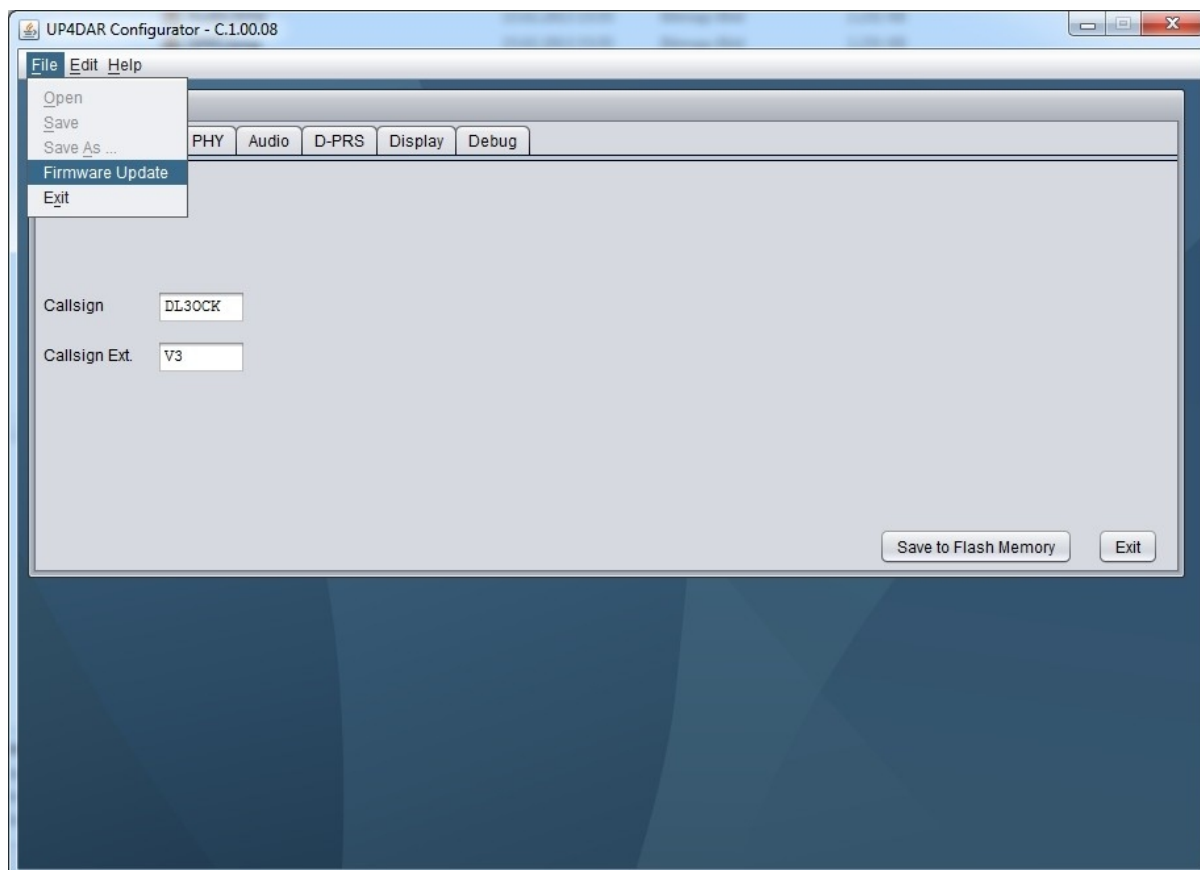 UP4DAR Configurator - C.1.00.08
File Edit Help
Open
Save
Save As ...
Firmware Update
Exit
PHY Audio D-PRS Display Debug
Callsign DL3OCK
Callsign Ext. V3
Save to Flash Memory Exit